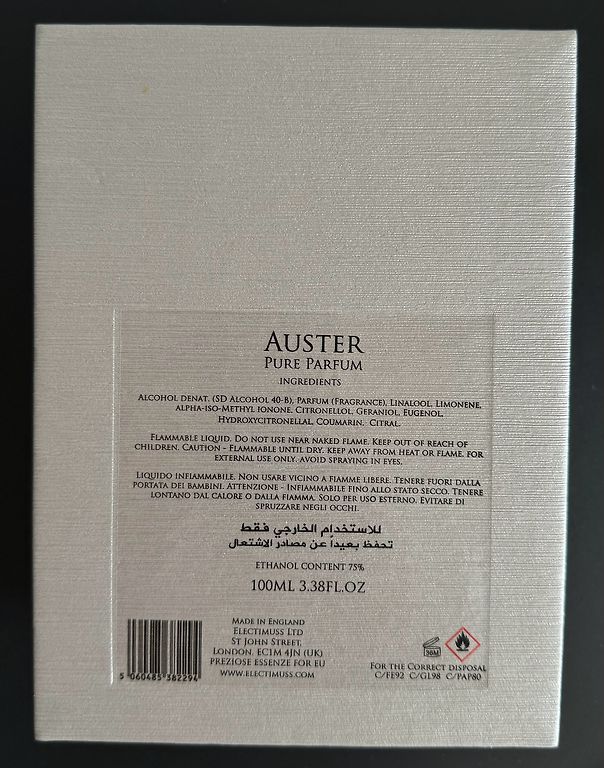 AUSTER
PURE PARFUM
INGREDIENTS
ALCOHOL DENAT. (SD ALCOHOL 40-B), PARFUM (FRAGRANCE), LINALOOL, LIMONENE,
ALPHA-ISO-METHYL IONONE, CITRONELLOL, GERANIOL, EUGENOL,
HYDROXYCITRONELLAL, COUMARIN, CITRAL.
FLAMMABLE LIQUID. DO NOT USE NEAR NAKED FLAME. KEEP OUT OF REACH OF
CHILDREN. CAUTION - FLAMMABLE UNTIL DRY. KEEP AWAY FROM HEAT OR FLAME. FOR
EXTERNAL USE ONLY. AVOID SPRAYING IN EYES.
LIQUIDO INFIAMMABILE. NON USARE VICINO A FIAMME LIBERE. TENERE FUORI DALLA
PORTATA DEI BAMBINI. ATTENZIONE - INFIAMMABILE FINO ALLO STATO SECCO. TENERE
LONTANO DAL CALORE O DALLA FIAMMA. SOLO PER USO ESTERNO. EVITARE DI
SPRUZZARE NEGLI OCCHI.
للاستخدام الخارجي فقط
تحفظ بعيداً عن مصادر الاشتعال
ETHANOL CONTENT 75%
100ML 3.38FL.OZ
MADE IN ENGLAND
ELECTIMUSS LTD
ST JOHN STREET,
LONDON. EC1M 4JN (UK)
PREZIOSE ESSENZE FOR EU
WWW.ELECTIMUSS.COM
5 060485 382294
36M
FOR THE CORRECT DISPOSAL
C/FE92 C/GL98 C/PAP80